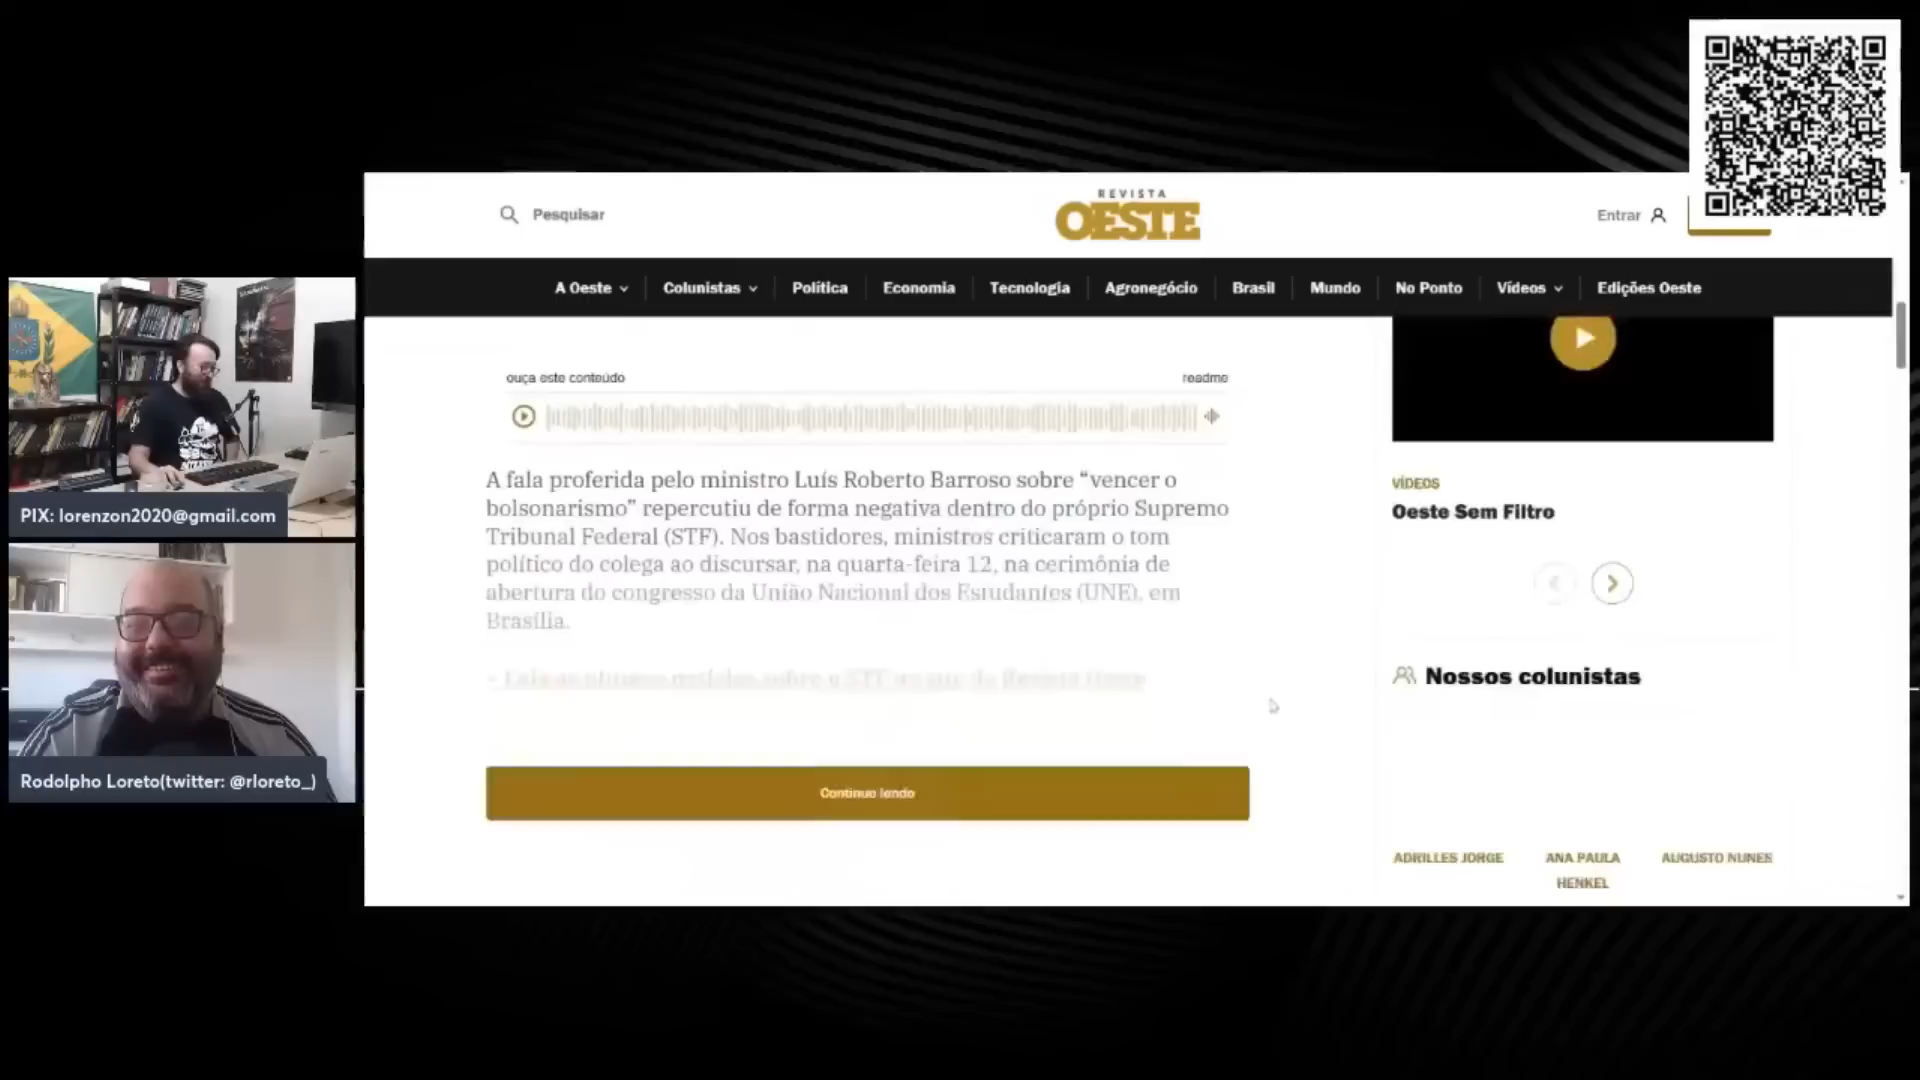 Pesquisar
REVISTA
OESTE
Entrar
A Oeste
Colunistas
Política
Economia
Tecnologia
Agronegócio
Brasil
Mundo
No Ponto
Vídeos
Edições Oeste
ouça este conteúdo
readme
A fala proferida pelo ministro Luís Roberto Barroso sobre “vencer o
bolsonarismo” repercutiu de forma negativa dentro do próprio Supremo
Tribunal Federal (STF). Nos bastidores, ministros criticaram o tom
político do colega ao discursar, na quarta-feira 12, na cerimônia de
abertura do congresso da União Nacional dos Estudantes (UNE), em
Brasília.
Continue lendo
VÍDEOS
Oeste Sem Filtro
Nossos colunistas
ADRILLES JORGE
ANA PAULA
HENKEL
AUGUSTO NUNES
PIX: lorenzon2020@gmail.com
Rodolpho Loreto(twitter: @rloreto_)